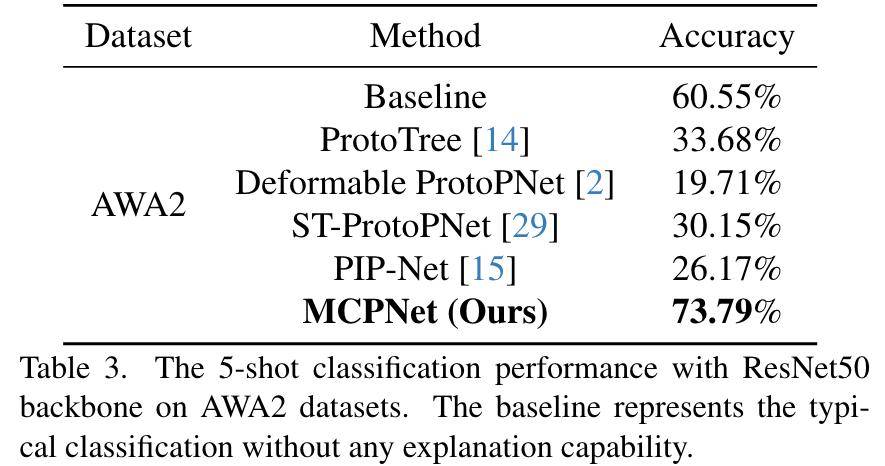 Dataset Method Accuracy
Baseline 60.55%
ProtoTree [14] 33.68%
Deformable ProtoPNet [2] 19.71%
AWA2
ST-ProtoPNet [29] 30.15%
PIP-Net [15] 26.17%
MCPNet (Ours) 73.79%
Table 3. The 5-shot classification performance with ResNet50
backbone on AWA2 datasets. The baseline represents the typi-
cal classification without any explanation capability.